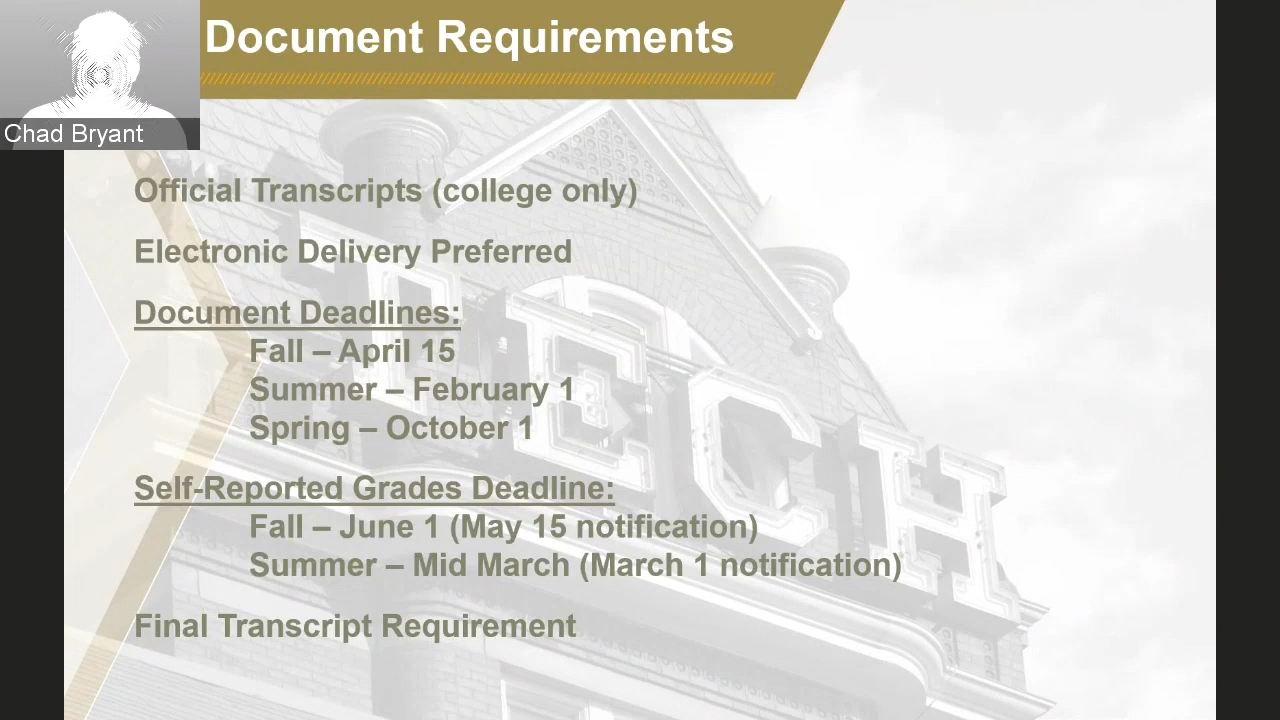 Document Requirements
Chad Bryant
Official Transcripts (college only)
Electronic Delivery Preferred
Document Deadlines:
Fall – April 15
Summer – February 1
Spring – October 1
Self-Reported Grades Deadline:
Fall – June 1 (May 15 notification)
Summer – Mid March (March 1 notification)
Final Transcript Requirement
TECH